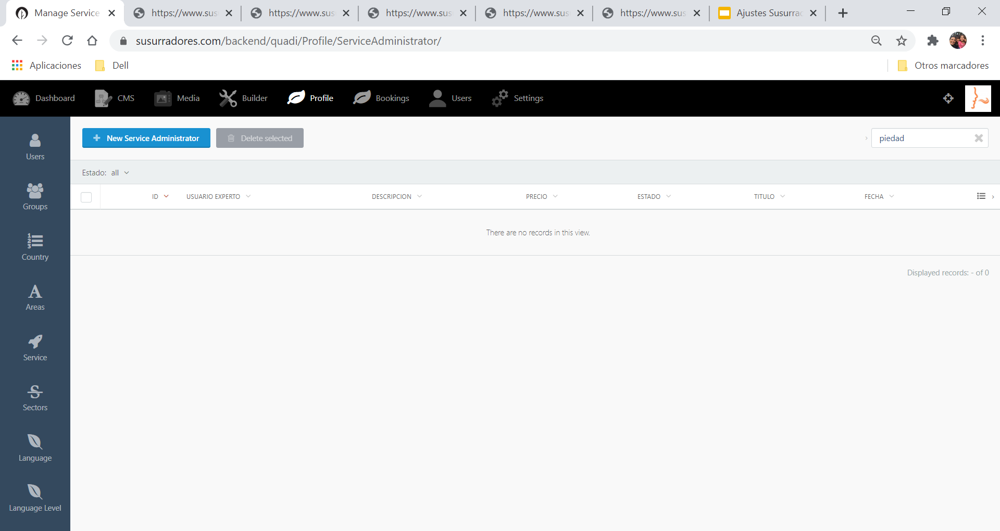 Manage Service
https://www.sus
https://www.sus
https://www.sus
https://www.sus
https://www.sus
Ajustes Susurrac
susurradores.com/backend/quadi/Profile/ServiceAdministrator/
Aplicaciones
Dell
Otros marcadores
Dashboard
CMS
Media
Builder
Profile
Bookings
Users
Settings
Users
Groups
Country
Areas
Service
Sectors
Language
Language Level
New Service Administrator
Delete selected
piedad
Estado: all
ID
USUARIO EXPERTO
DESCRIPCION
PRECIO
ESTADO
TITULO
FECHA
There are no records in this view.
Displayed records: - of 0